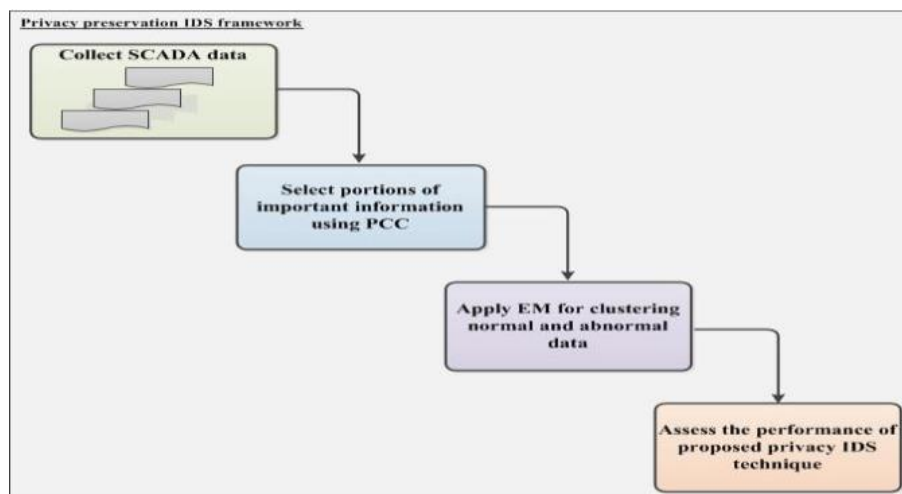 Privacy preservation IDS framework
Collect SCADA data
Select portions of
important information
using PCC
Apply EM for clustering
normal and abnormal
data
Assess the performance of
proposed privacy IDS
technique